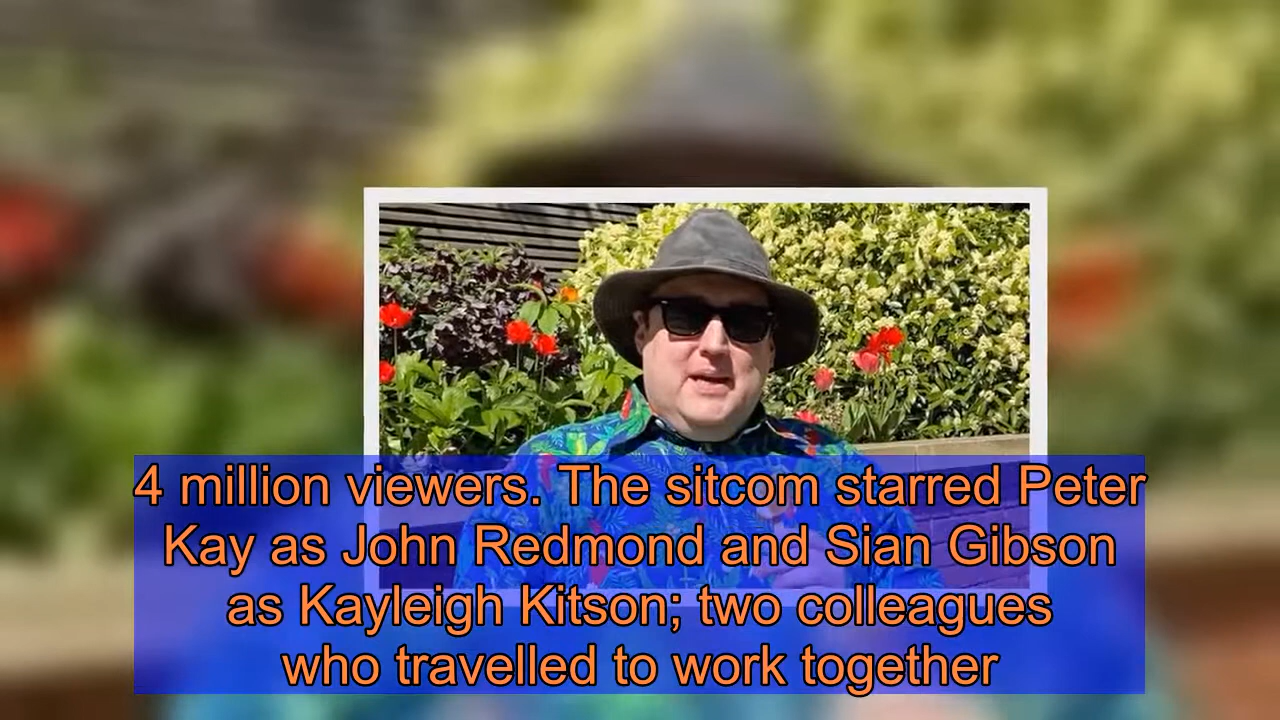 4 million viewers. The sitcom starred Peter
Kay as John Redmond and Sian Gibson
as Kayleigh Kitson; two colleagues
who travelled to work together